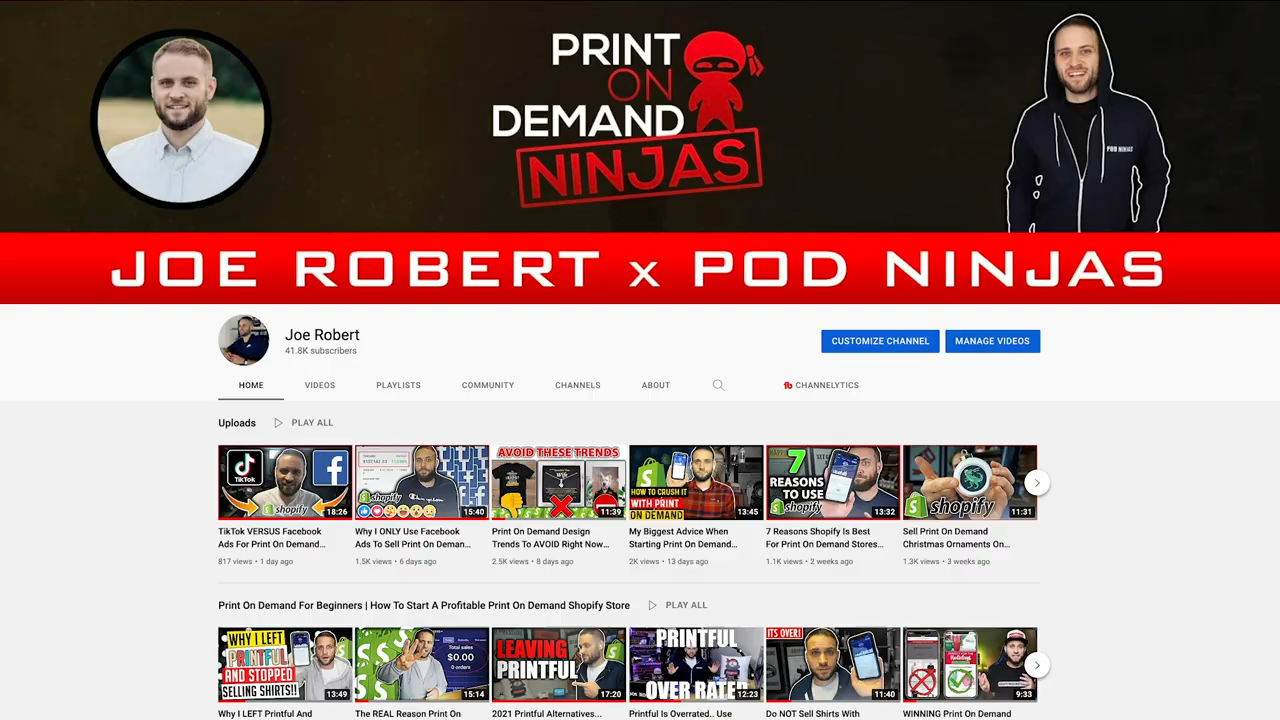 PRINT
ON
DEMAND
NINJAS
POD NINJAS
JOE ROBERT x POD NINJAS
Joe Robert
41.8K subscribers
CUSTOMIZE CHANNEL
MANAGE VIDEOS
HOME
VIDEOS
PLAYLISTS
COMMUNITY
CHANNELS
ABOUT
CHANNELYTICS
Uploads
PLAY ALL
TikTok
shopify
18:26
shopify
15:40
AVOID THESE TRENDS
11:39
HOW TO CRUSH IT
WITH PRINT
ON DEMAND
13:45
7
REASONS
TO USE
13:32
shopify
11:31
TikTok VERSUS Facebook
Ads For Print On Demand...
817 views • 1 day ago
Why I ONLY Use Facebook
Ads To Sell Print On Deman...
1.5K views • 6 days ago
Print On Demand Design
Trends To AVOID Right Now...
2.5K views • 8 days ago
My Biggest Advice When
Starting Print On Demand...
2K views • 13 days ago
7 Reasons Shopify Is Best
For Print On Demand Stores...
1.1K views • 2 weeks ago
Sell Print On Demand
Christmas Ornaments On...
1.3K views • 3 weeks ago
Print On Demand For Beginners | How To Start A Profitable Print On Demand Shopify Store
PLAY ALL
WHY I LEFT
PRINTFUL
AND STOPPED
SELLING SHIRTS!!
13:49
Total sales
$0.00
0 orders
15:14
LEAVING
PRINTFUL
17:20
PRINTFUL
OVER RATED
12:23
ITS OVER!
11:40
9:33
Why I LEFT Printful And
The REAL Reason Print On
2021 Printful Alternatives...
Printful Is Overrated.. Use
Do NOT Sell Shirts With
WINNING Print On Demand